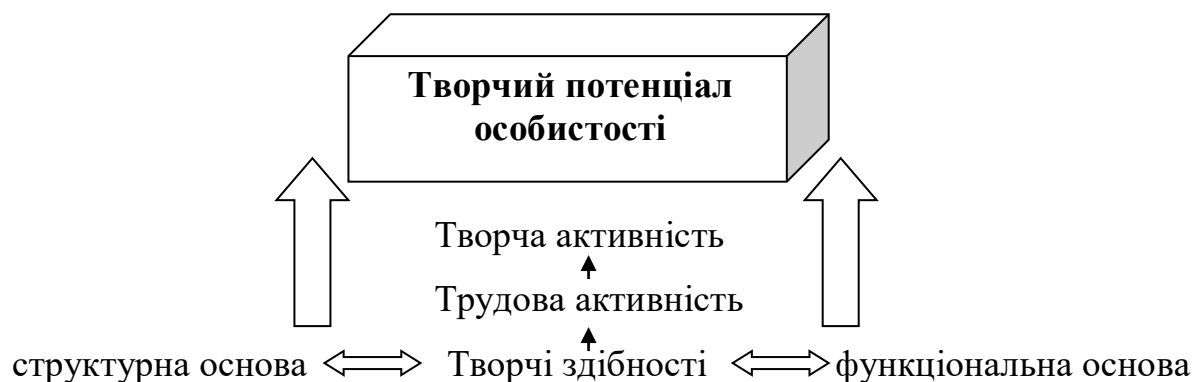 Творчий потенціал
особистості
Творча активність
Трудова активність
структурна основа Творчі здібності функціональна основа